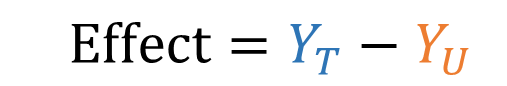 Effect = Y_T − Y_U